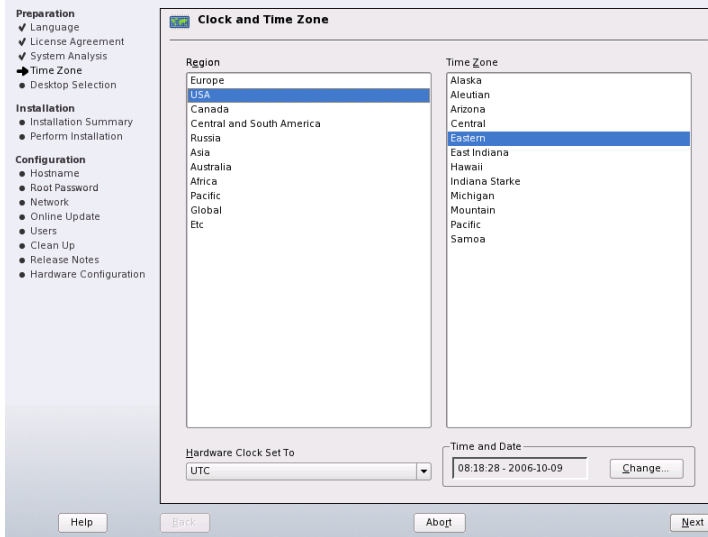 Preparation
Language
License Agreement
System Analysis
Time Zone
Desktop Selection
Installation
Installation Summary
Perform Installation
Configuration
Hostname
Root Password
Network
Online Update
Users
Clean Up
Release Notes
Hardware Configuration
Clock and Time Zone
Region
Europe
USA
Canada
Central and South America
Russia
Asia
Australia
Africa
Pacific
Global
Etc
Time Zone
Alaska
Aleutian
Arizona
Central
Eastern
East Indiana
Hawaii
Indiana Starke
Michigan
Mountain
Pacific
Samoa
Hardware Clock Set To
UTC
Time and Date
08:18:28 - 2006-10-09
Change...
Help
Back
Abort
Next